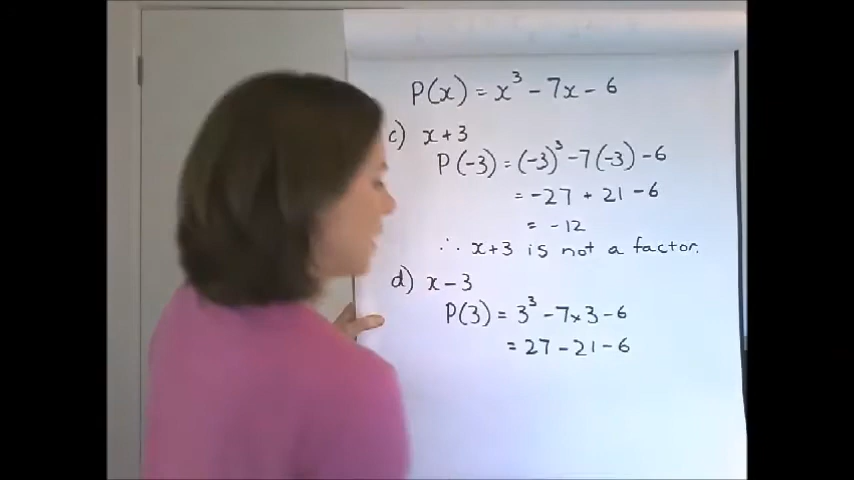 P(x) = x³ - 7x - 6
c) x + 3
P(-3) = (-3)³ - 7(-3) - 6
= -27 + 21 - 6
= -12
∴ x+3 is not a factor.
d) x - 3
P(3) = 3³ - 7×3 - 6
= 27 - 21 - 6